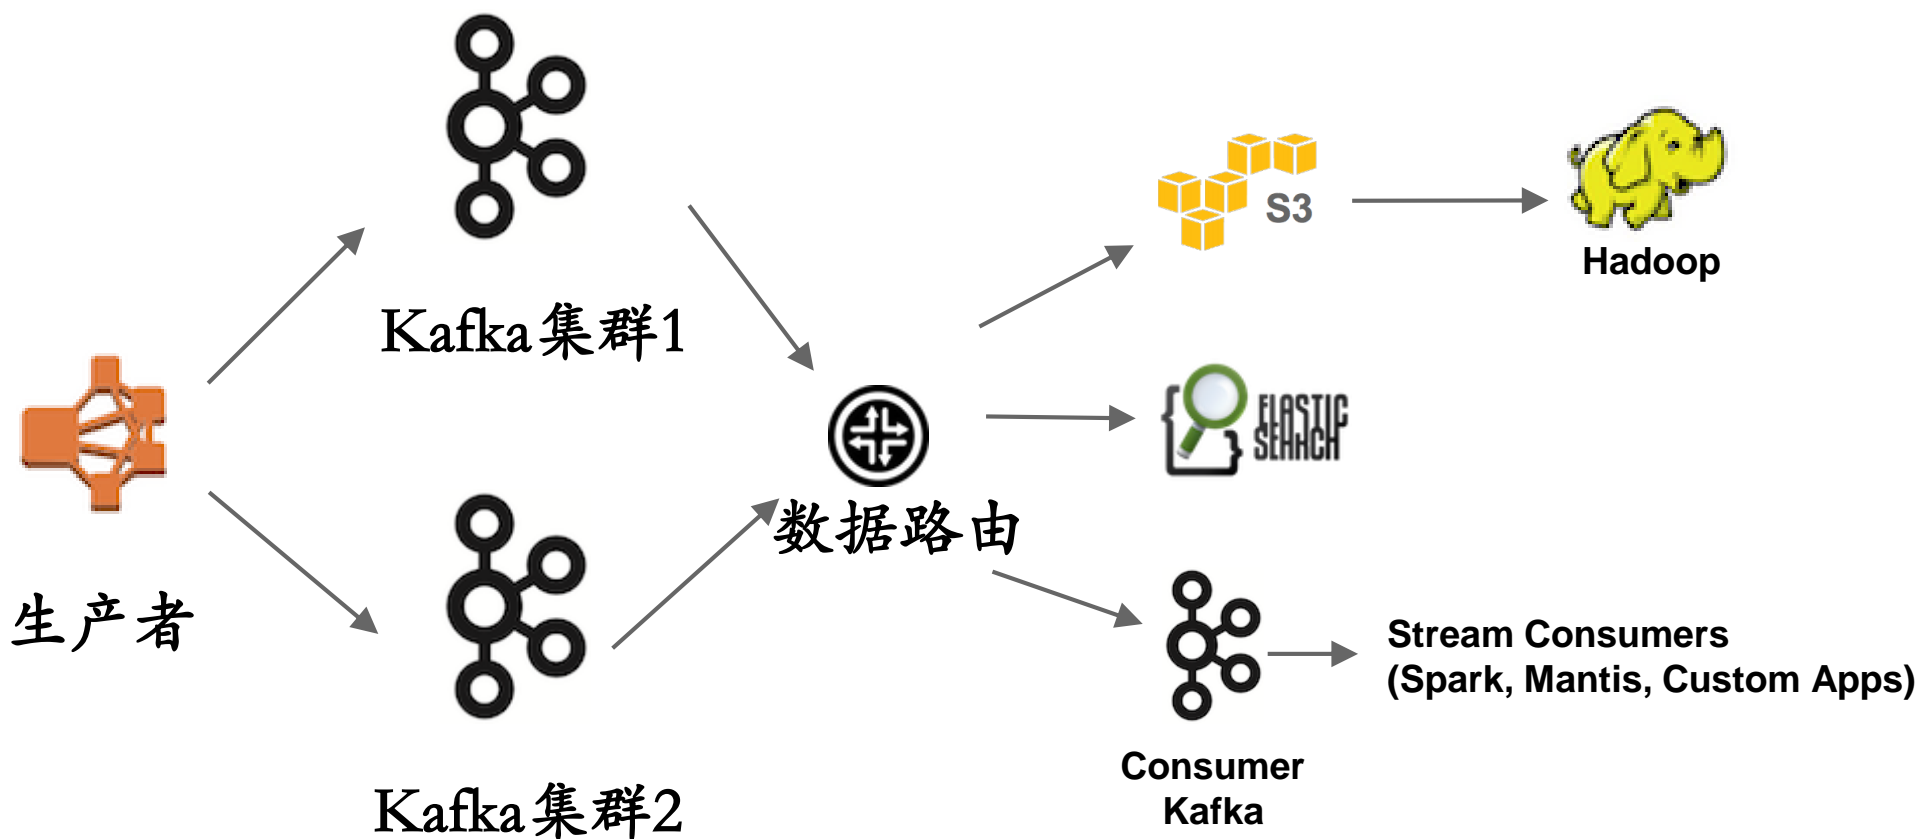 Kafka集群1
S3
Hadoop
ELASTIC
SEARCH
数据路由
生产者
Stream Consumers
(Spark, Mantis, Custom Apps)
Consumer
Kafka
Kafka集群2